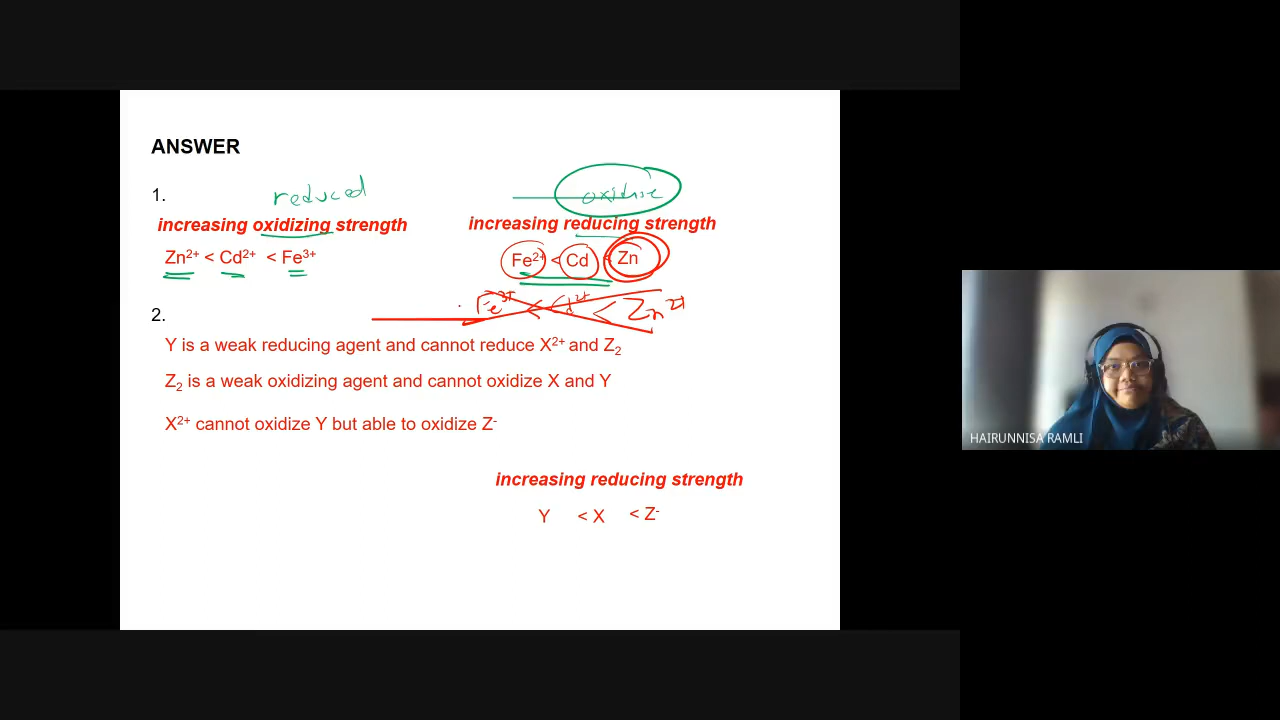 ANSWER
1.
reduced
oxidise
increasing oxidizing strength
increasing reducing strength
Zn²⁺ < Cd²⁺ < Fe³⁺
Fe²⁺ < Cd < Zn
Fe³⁺ < Cd²⁺ < Zn²⁺
2.
Y is a weak reducing agent and cannot reduce X²⁺ and Z₂
Z₂ is a weak oxidizing agent and cannot oxidize X and Y
X²⁺ cannot oxidize Y but able to oxidize Z⁻
increasing reducing strength
Y < X < Z⁻
HAIRUNNISA RAMLI